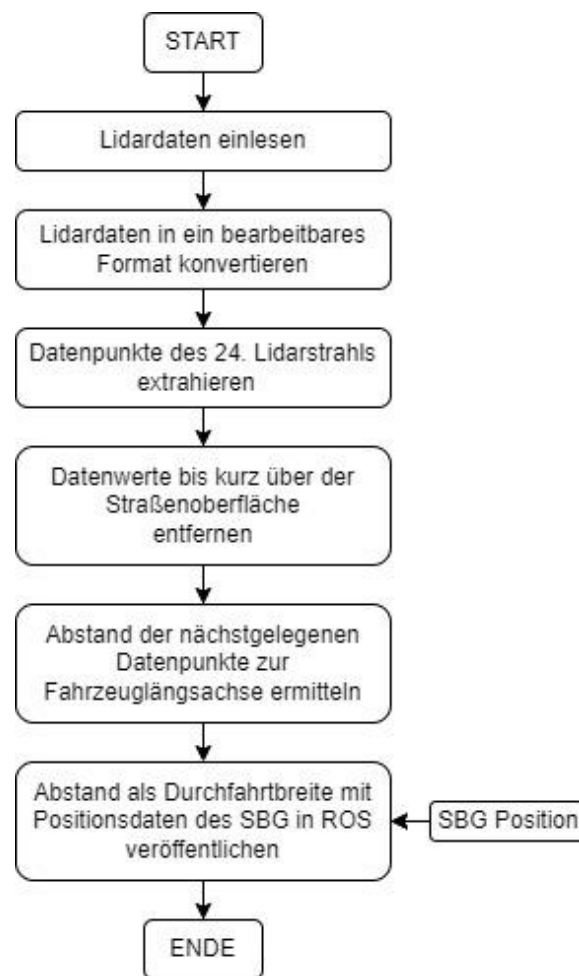 START
Lidardaten einlesen
Lidardaten in ein bearbeitbares
Format konvertieren
Datenpunkte des 24. Lidarstrahls
extrahieren
Datenwerte bis kurz über der
Straßenoberfläche
entfernen
Abstand der nächstgelegenen
Datenpunkte zur
Fahrzeuglängsachse ermitteln
Abstand als Durchfahrtbreite mit
Positionsdaten des SBG in ROS
veröffentlichen
SBG Position
ENDE